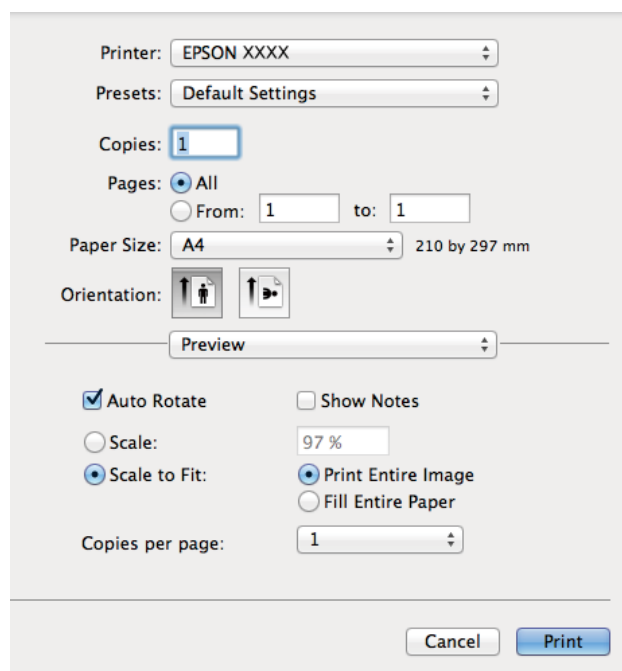 Printer: EPSON XXXX
Presets: Default Settings
Copies: 1
Pages: All
From: 1 to: 1
Paper Size: A4 210 by 297 mm
Orientation:
Preview
Auto Rotate Show Notes
Scale: 97 %
Scale to Fit: Print Entire Image
Fill Entire Paper
Copies per page: 1
Cancel Print